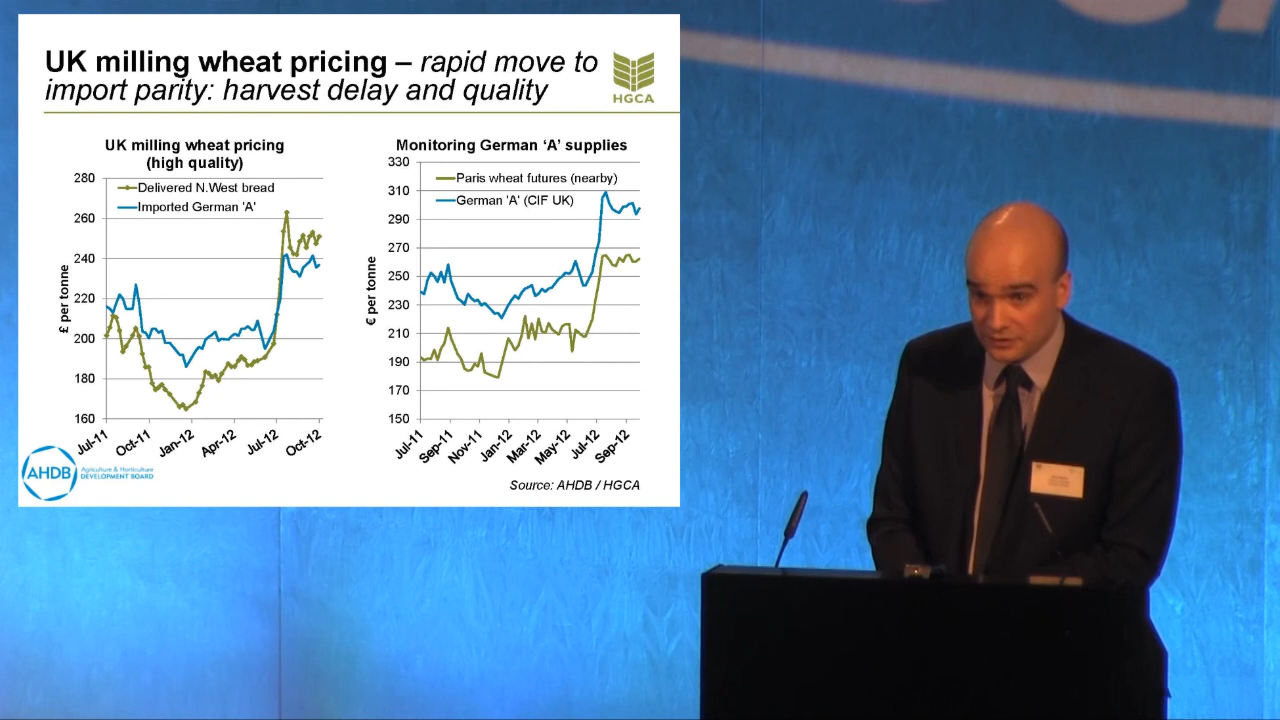 UK milling wheat pricing – rapid move to
import parity: harvest delay and quality
HGCA
UK milling wheat pricing
(high quality)
280
260
240
220
200
180
160
£ per tonne
Delivered N.West bread
Imported German 'A'
Jul-11
Oct-11
Jan-12
Apr-12
Jul-12
Oct-12
Monitoring German ‘A’ supplies
330
310
290
270
250
230
210
190
170
150
€ per tonne
Paris wheat futures (nearby)
German 'A' (CIF UK)
Jul-11
Sep-11
Nov-11
Jan-12
Mar-12
May-12
Jul-12
Sep-12
AHDB
Agriculture & Horticulture
DEVELOPMENT BOARD
Source: AHDB / HGCA